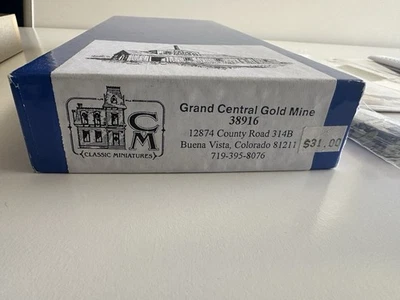 CM
CLASSIC MINIATURES
Grand Central Gold Mine
38916
12874 County Road 314B
Buena Vista, Colorado 81211
719-395-8076
$31.00